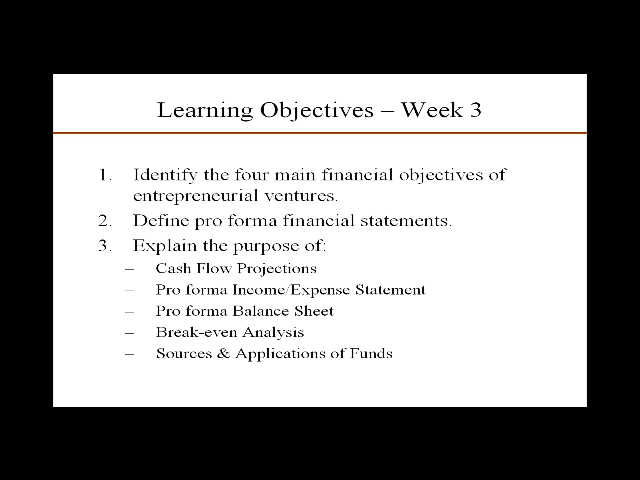 Learning Objectives – Week 3
1. Identify the four main financial objectives of
entrepreneurial ventures.
2. Define pro forma financial statements.
3. Explain the purpose of:
– Cash Flow Projections
– Pro forma Income/Expense Statement
– Pro forma Balance Sheet
– Break-even Analysis
– Sources & Applications of Funds